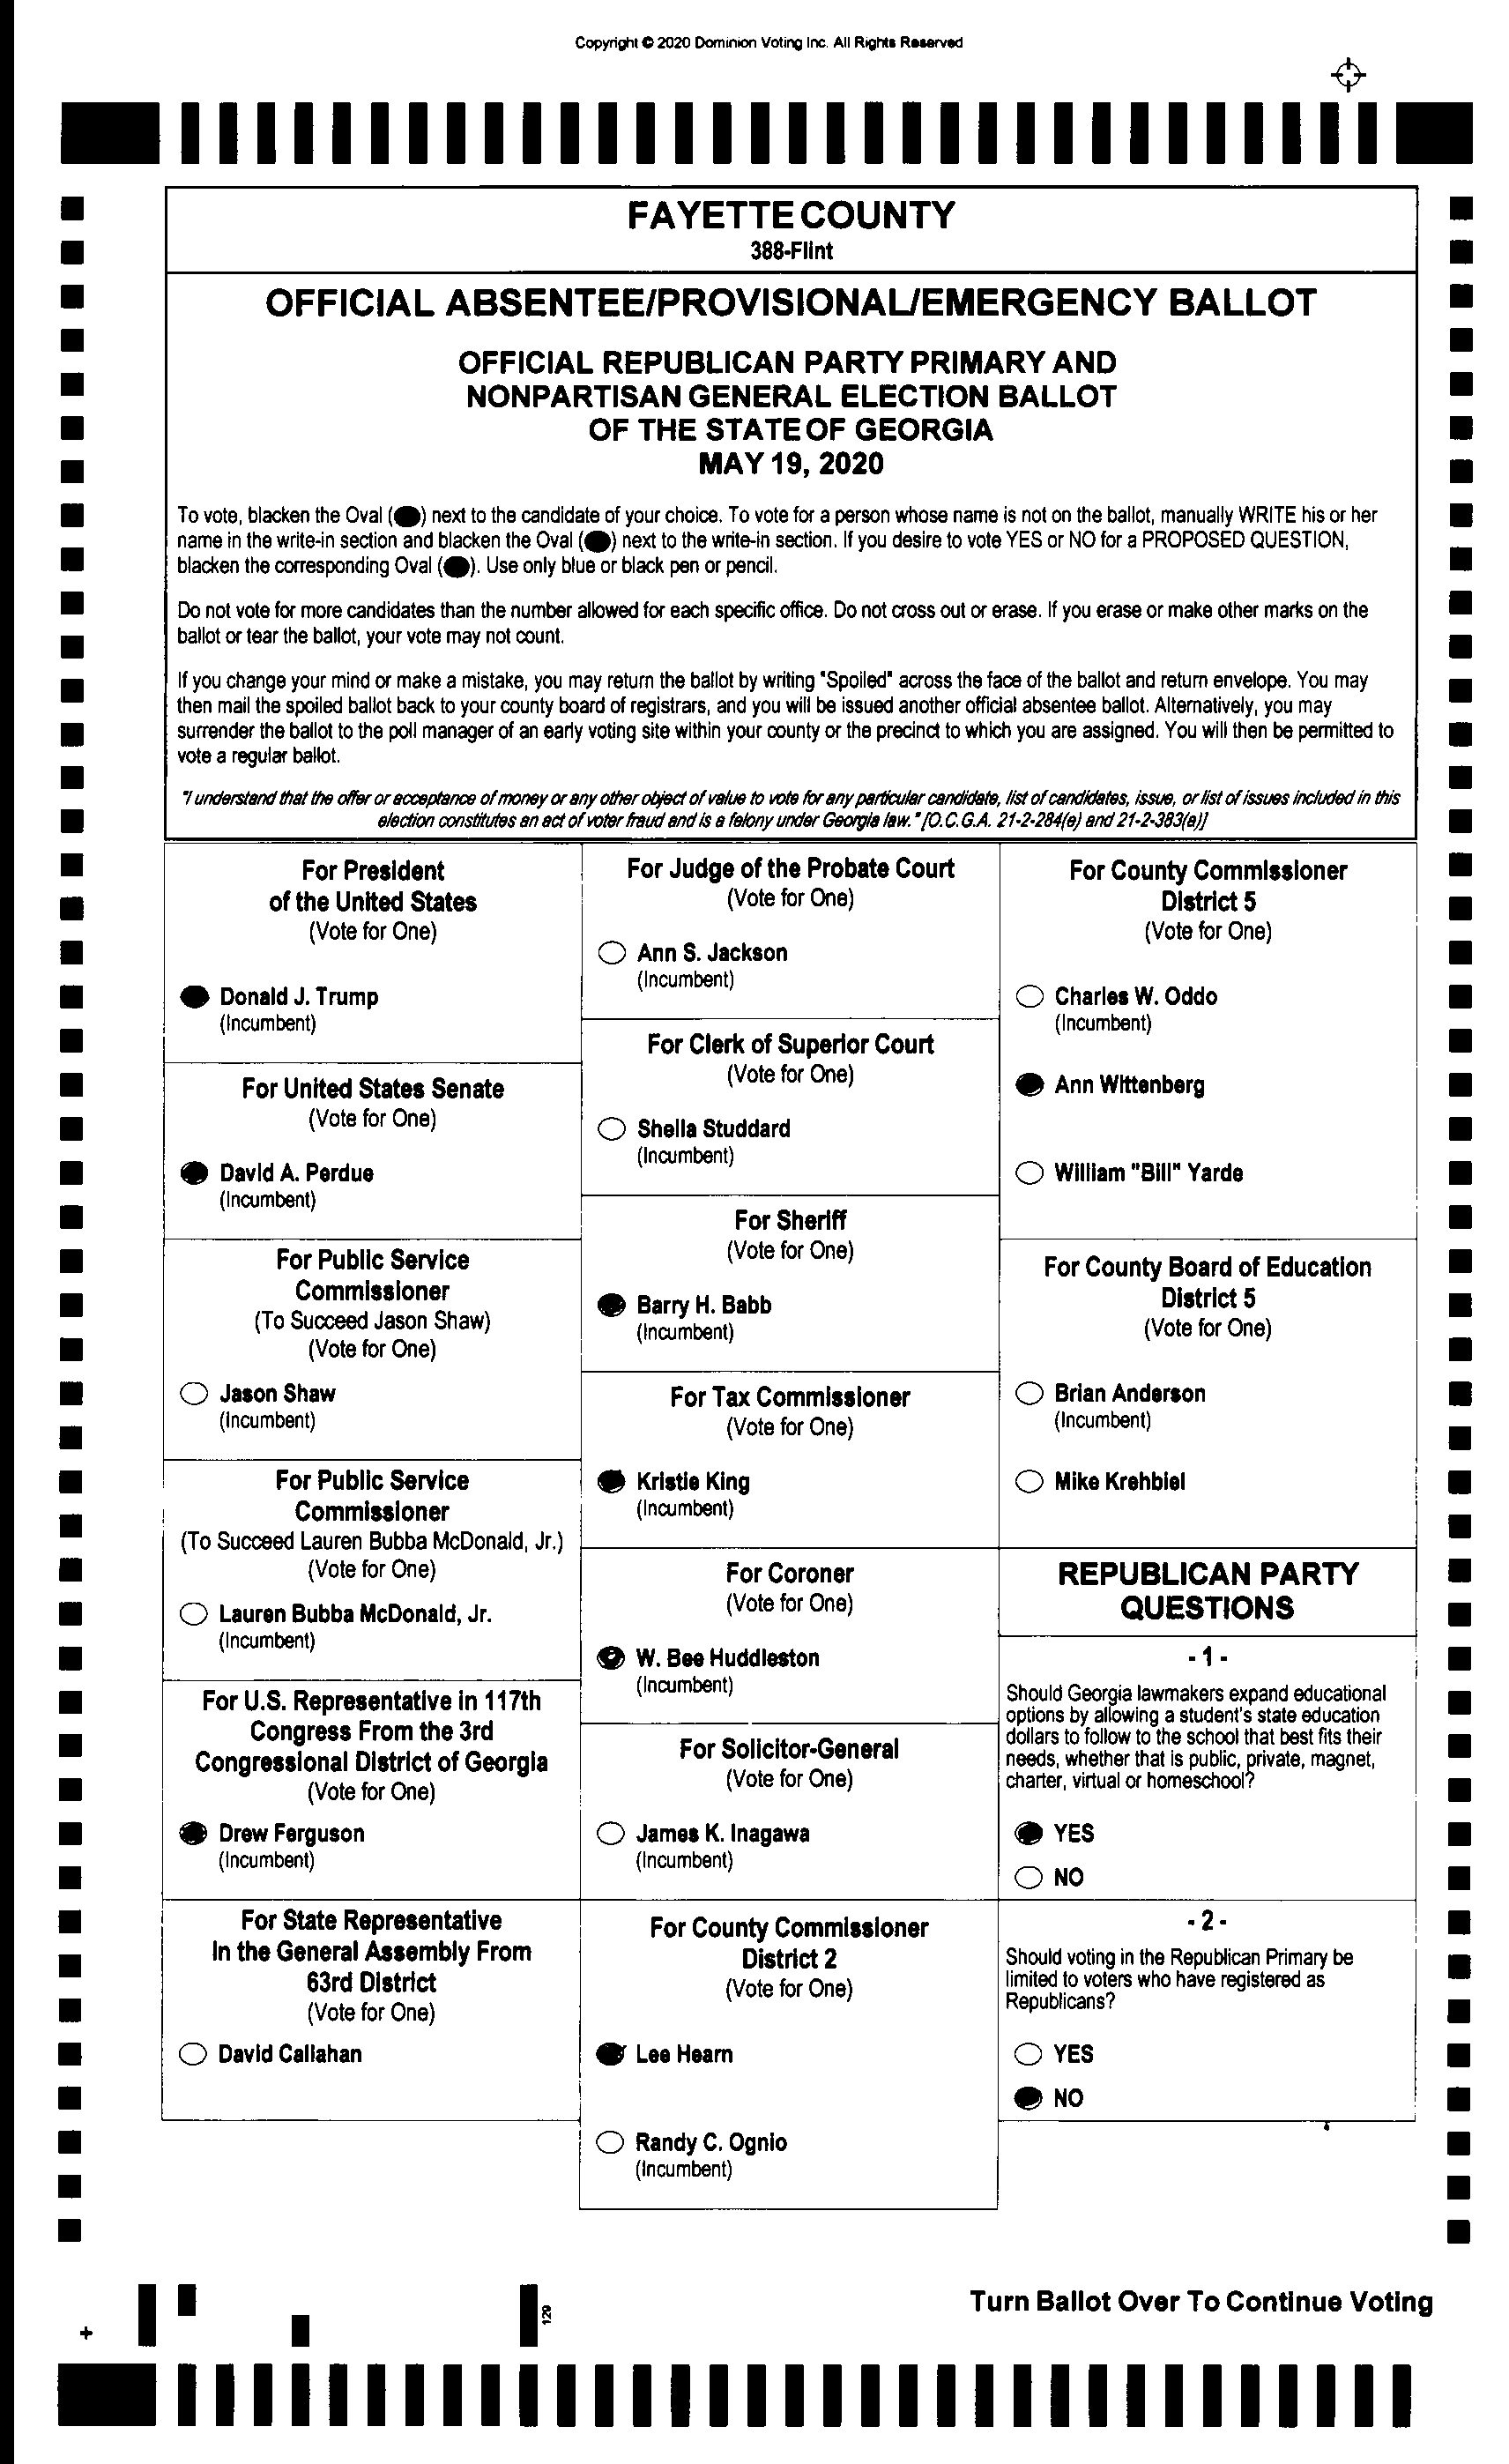 Copyright © 2020 Dominion Voting Inc. All Rights Reserved
FAYETTE COUNTY
388-Flint
OFFICIAL ABSENTEE/PROVISIONAL/EMERGENCY BALLOT
OFFICIAL REPUBLICAN PARTY PRIMARY AND
NONPARTISAN GENERAL ELECTION BALLOT
OF THE STATE OF GEORGIA
MAY 19, 2020
To vote, blacken the Oval (⬬) next to the candidate of your choice. To vote for a person whose name is not on the ballot, manually WRITE his or her
name in the write-in section and blacken the Oval (⬬) next to the write-in section. If you desire to vote YES or NO for a PROPOSED QUESTION,
blacken the corresponding Oval (⬬). Use only blue or black pen or pencil.
Do not vote for more candidates than the number allowed for each specific office. Do not cross out or erase. If you erase or make other marks on the
ballot or tear the ballot, your vote may not count.
If you change your mind or make a mistake, you may return the ballot by writing "Spoiled" across the face of the ballot and return envelope. You may
then mail the spoiled ballot back to your county board of registrars, and you will be issued another official absentee ballot. Alternatively, you may
surrender the ballot to the poll manager of an early voting site within your county or the precinct to which you are assigned. You will then be permitted to
vote a regular ballot.
"I understand that the offer or acceptance of money or any other object of value to vote for any particular candidate, list of candidates, issue, or list of issues included in this
election constitutes an act of voter fraud and is a felony under Georgia law." [O.C.G.A. 21-2-284(e) and 21-2-383(a)]
For President
of the United States
(Vote for One)
Donald J. Trump
(Incumbent)
For United States Senate
(Vote for One)
David A. Perdue
(Incumbent)
For Public Service
Commissioner
(To Succeed Jason Shaw)
(Vote for One)
Jason Shaw
(Incumbent)
For Public Service
Commissioner
(To Succeed Lauren Bubba McDonald, Jr.)
(Vote for One)
Lauren Bubba McDonald, Jr.
(Incumbent)
For U.S. Representative in 117th
Congress From the 3rd
Congressional District of Georgia
(Vote for One)
Drew Ferguson
(Incumbent)
For State Representative
In the General Assembly From
63rd District
(Vote for One)
David Callahan
For Judge of the Probate Court
(Vote for One)
Ann S. Jackson
(Incumbent)
For Clerk of Superior Court
(Vote for One)
Sheila Studdard
(Incumbent)
For Sheriff
(Vote for One)
Barry H. Babb
(Incumbent)
For Tax Commissioner
(Vote for One)
Kristie King
(Incumbent)
For Coroner
(Vote for One)
W. Bee Huddleston
(Incumbent)
For Solicitor-General
(Vote for One)
James K. Inagawa
(Incumbent)
For County Commissioner
District 2
(Vote for One)
Lee Hearn
Randy C. Ognio
(Incumbent)
For County Commissioner
District 5
(Vote for One)
Charles W. Oddo
(Incumbent)
Ann Wittenberg
William "Bill" Yarde
For County Board of Education
District 5
(Vote for One)
Brian Anderson
(Incumbent)
Mike Krehbiel
REPUBLICAN PARTY
QUESTIONS
- 1 -
Should Georgia lawmakers expand educational
options by allowing a student's state education
dollars to follow to the school that best fits their
needs, whether that is public, private, magnet,
charter, virtual or homeschool?
YES
NO
- 2 -
Should voting in the Republican Primary be
limited to voters who have registered as
Republicans?
YES
NO
Turn Ballot Over To Continue Voting
129
+